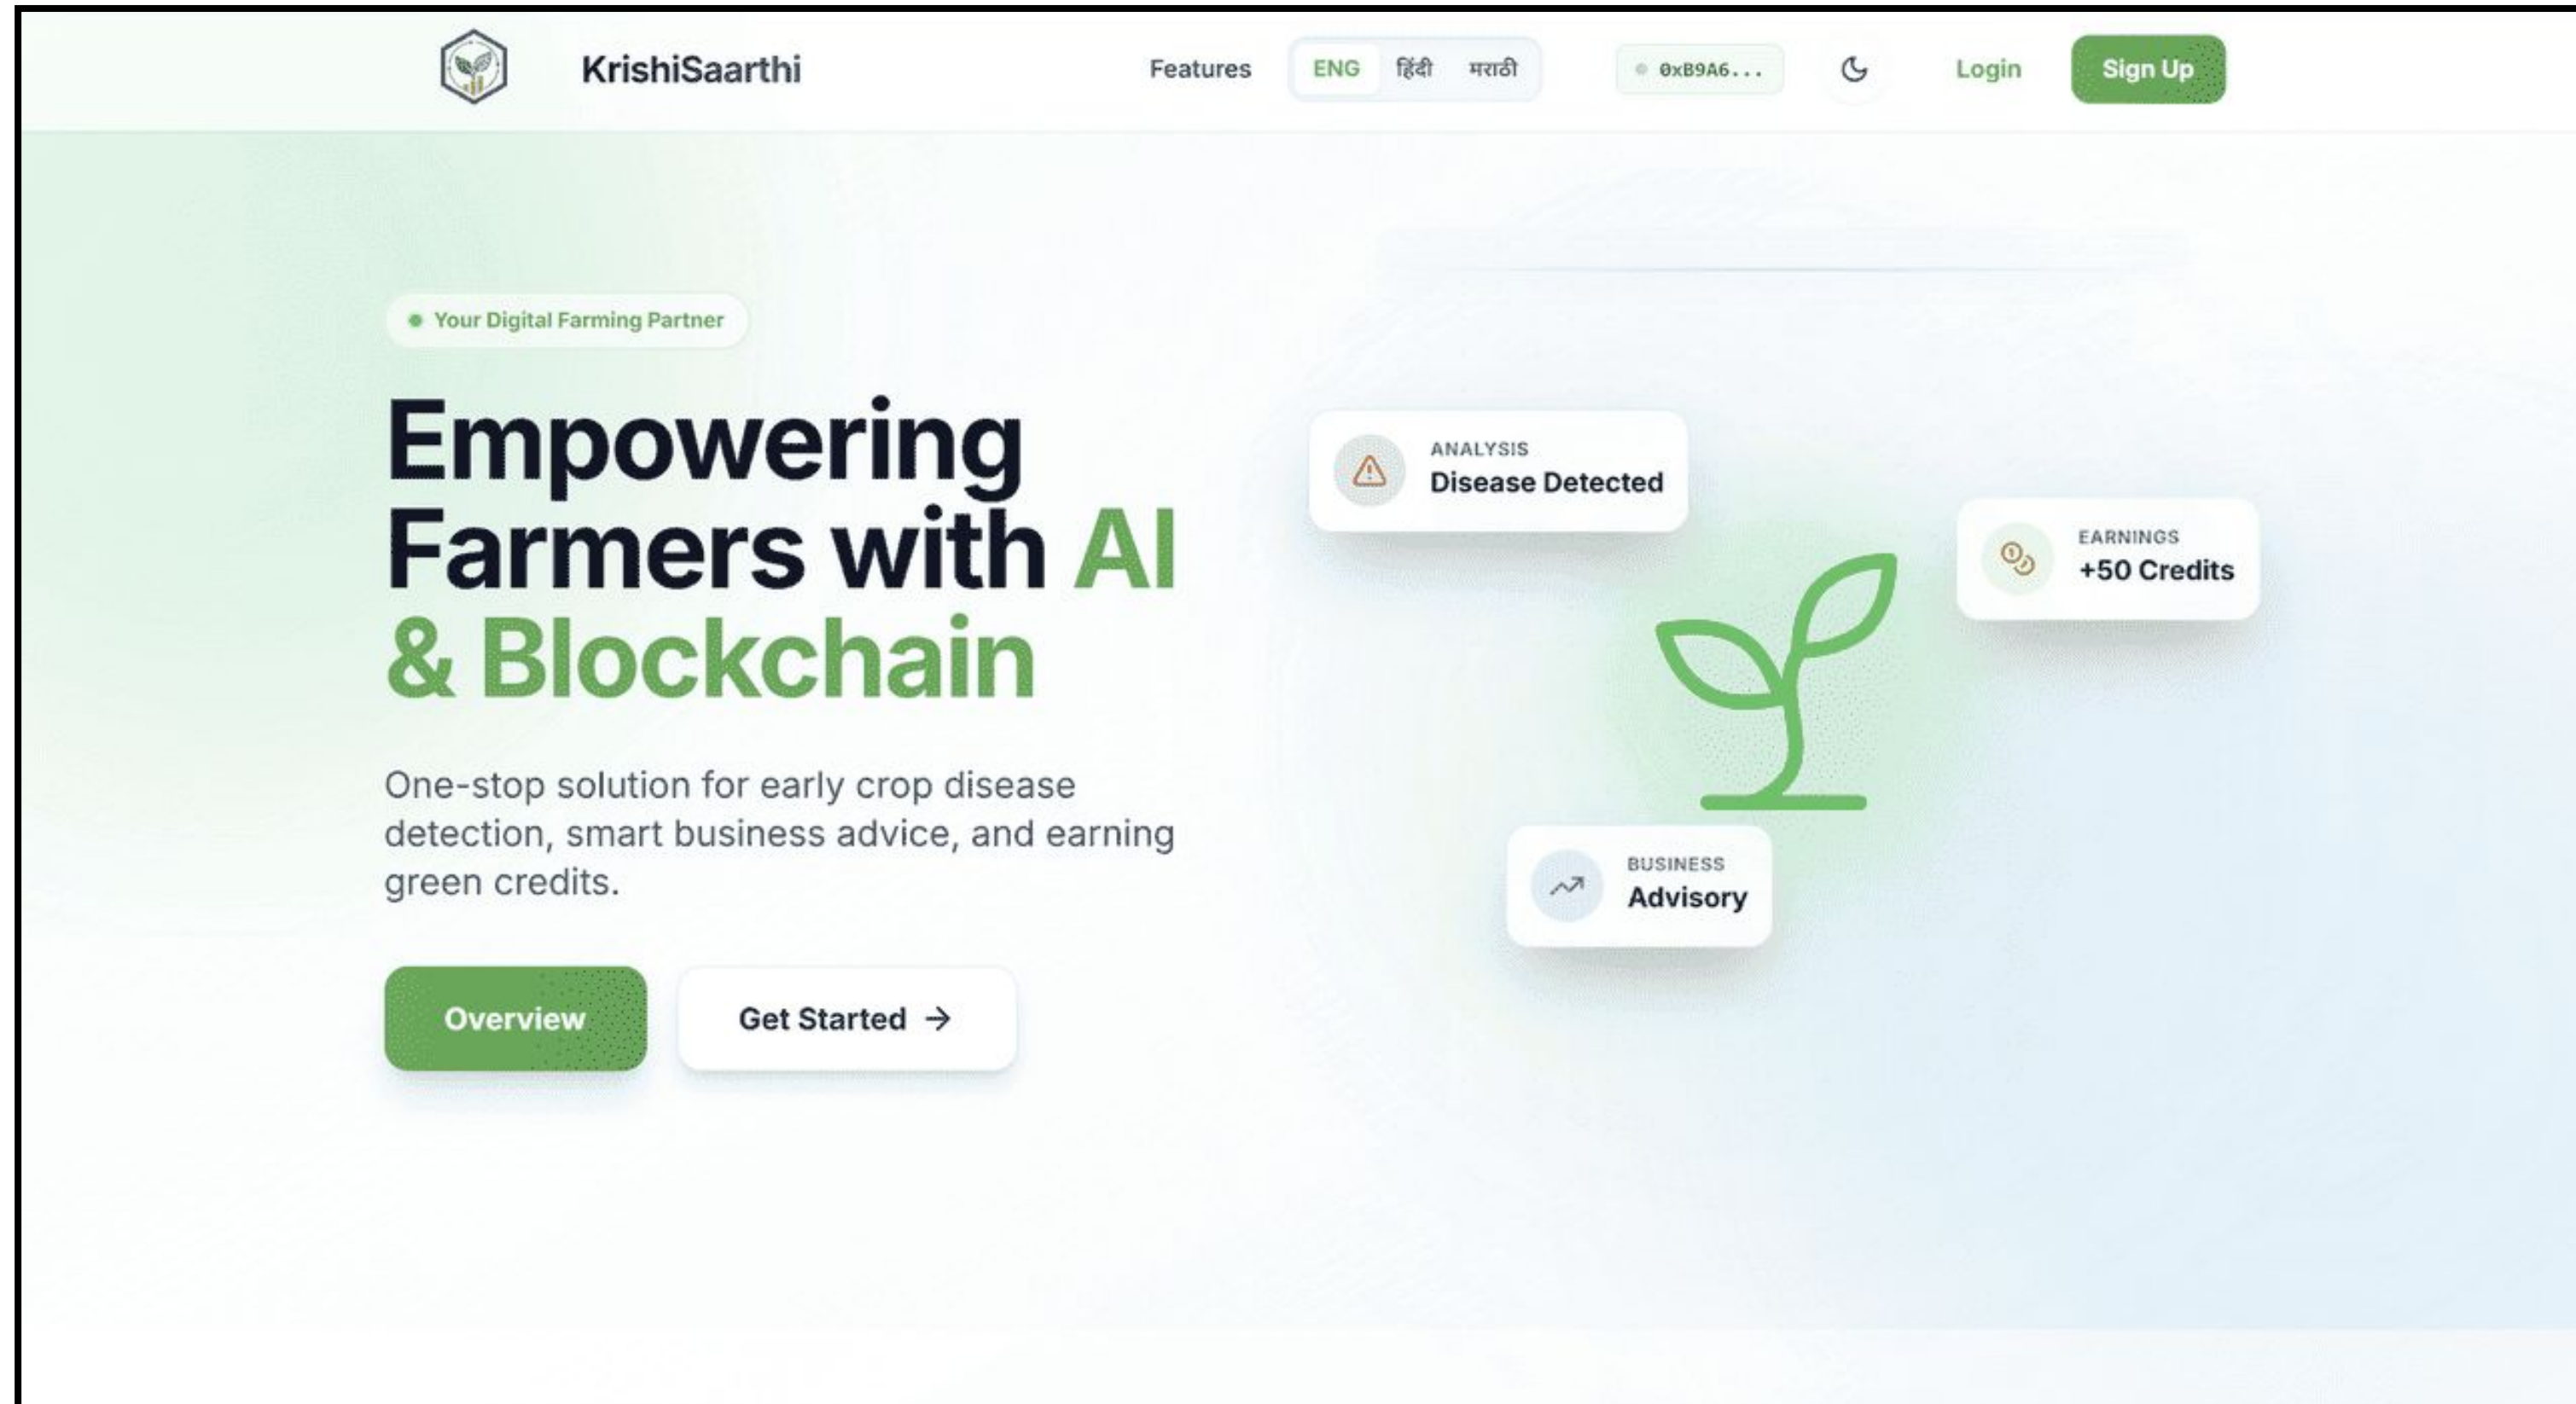 KrishiSaarthi
Features
ENG हिंदी मराठी
0xB9A6...
Login
Sign Up
Your Digital Farming Partner
Empowering
Farmers with AI
& Blockchain
One-stop solution for early crop disease
detection, smart business advice, and earning
green credits.
Overview
Get Started →
ANALYSIS
Disease Detected
EARNINGS
+50 Credits
BUSINESS
Advisory